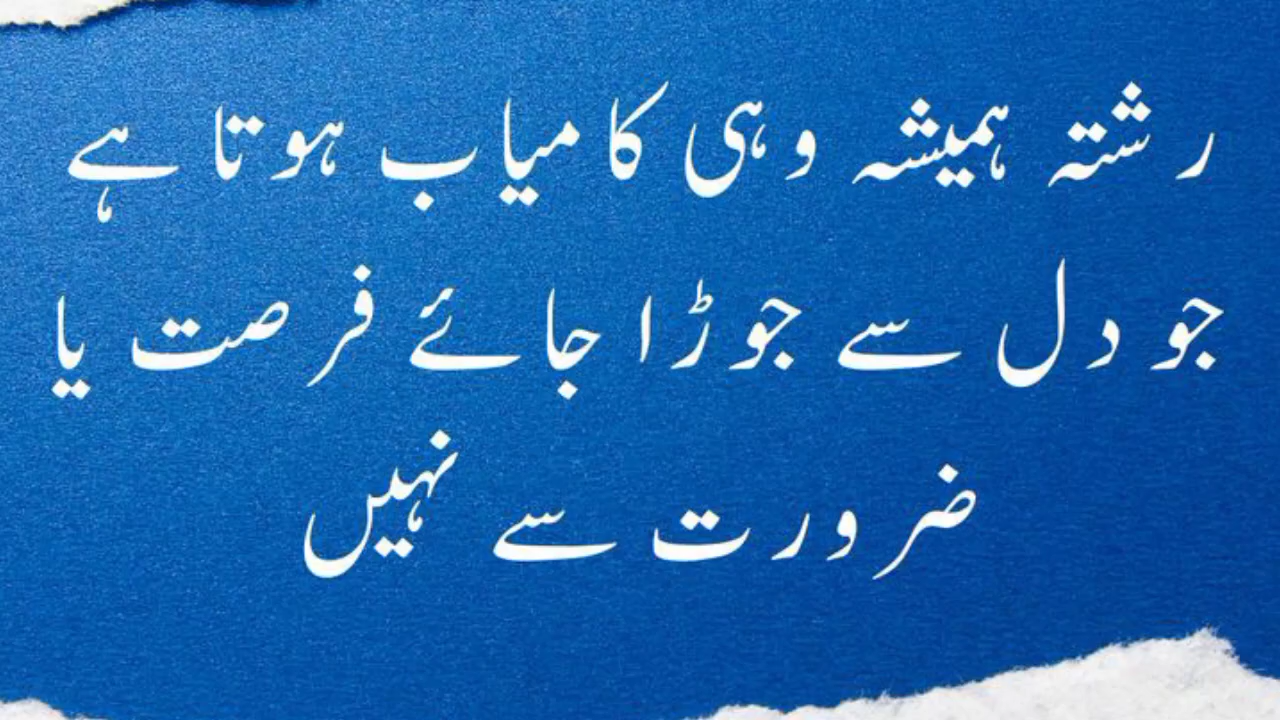 رشتہ ہمیشہ وہی کامیاب ہوتا ہے
جو دل سے جوڑا جائے فرصت یا
ضرورت سے نہیں